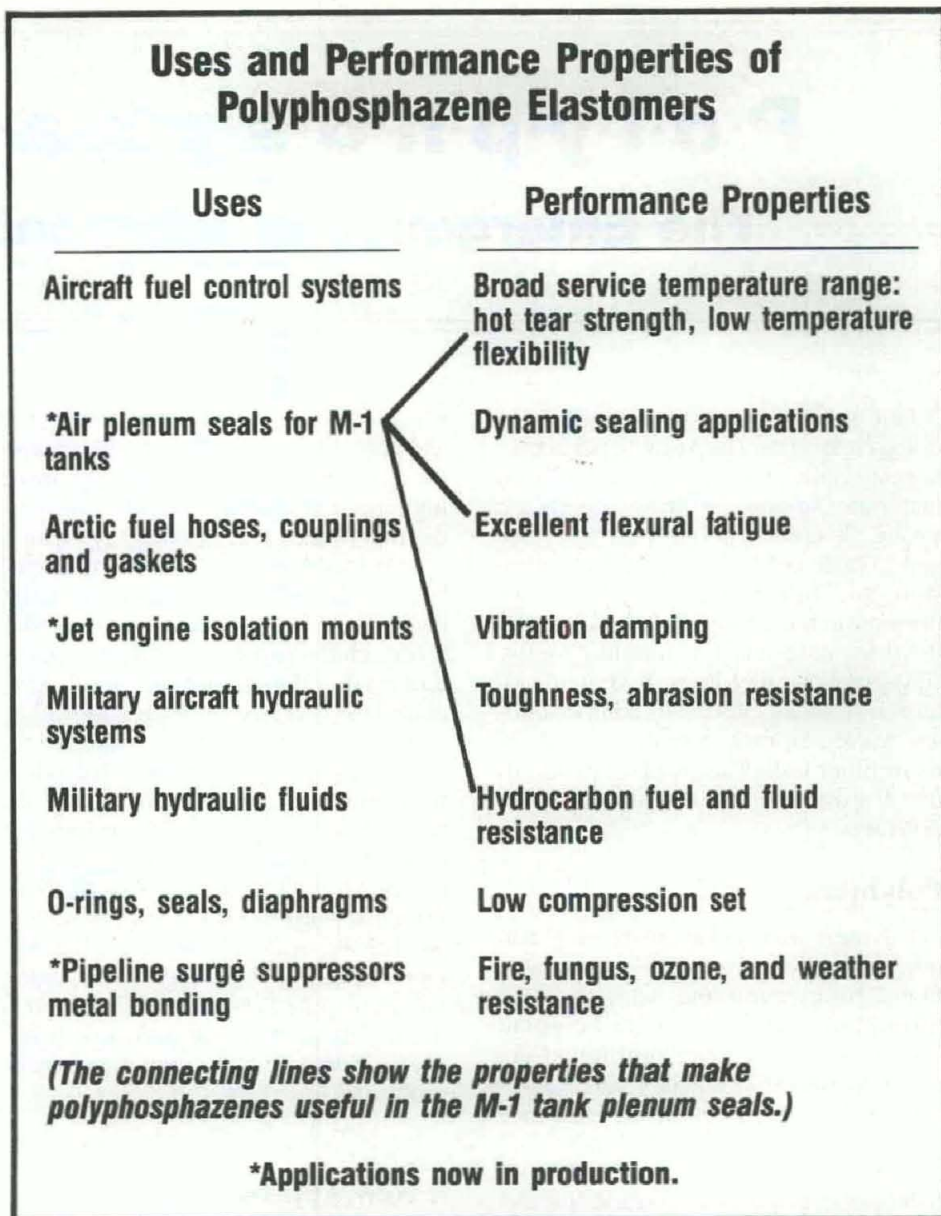 Uses and Performance Properties of
Polyphosphazene Elastomers
Uses
Performance Properties
Aircraft fuel control systems
Broad service temperature range:
hot tear strength, low temperature
flexibility
*Air plenum seals for M-1
tanks
Dynamic sealing applications
Arctic fuel hoses, couplings
and gaskets
Excellent flexural fatigue
*Jet engine isolation mounts
Vibration damping
Military aircraft hydraulic
systems
Toughness, abrasion resistance
Military hydraulic fluids
Hydrocarbon fuel and fluid
resistance
O-rings, seals, diaphragms
Low compression set
*Pipeline surge suppressors
metal bonding
Fire, fungus, ozone, and weather
resistance
(The connecting lines show the properties that make
polyphosphazenes useful in the M-1 tank plenum seals.)
*Applications now in production.